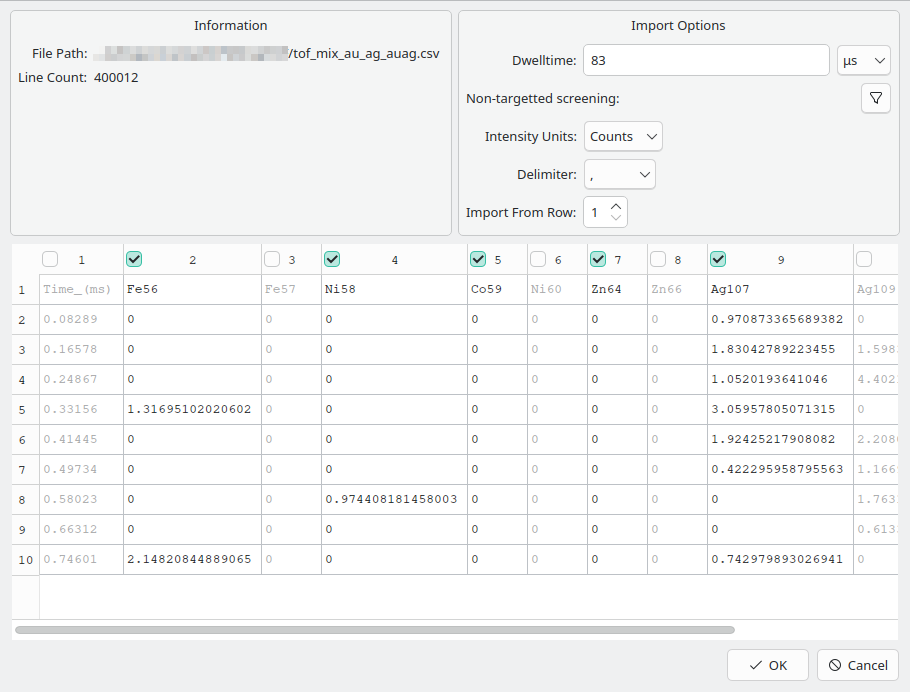 Information
File Path: /tof_mix_au_ag_auag.csv
Line Count: 400012
Import Options
Dwelltime: 83 µs
Non-targetted screening:
Intensity Units: Counts
Delimiter: ,
Import From Row: 1
1 2 3 4 5 6 7 8 9
1 Time_(ms) Fe56 Fe57 Ni58 Co59 Ni60 Zn64 Zn66 Ag107 Ag109
2 0.08289 0 0 0 0 0 0 0 0.970873365689382 0
3 0.16578 0 0 0 0 0 0 0 1.83042789223455 1.598
4 0.24867 0 0 0 0 0 0 0 1.0520193641046 4.402
5 0.33156 1.31695102020602 0 0 0 0 0 0 3.05957805071315 0
6 0.41445 0 0 0 0 0 0 0 1.92425217908082 2.208
7 0.49734 0 0 0 0 0 0 0 0.422295958795563 1.166
8 0.58023 0 0 0.974408181458003 0 0 0 0 0 1.763
9 0.66312 0 0 0 0 0 0 0 0 0.613
10 0.74601 2.14820844889065 0 0 0 0 0 0 0.742979893026941 0
OK Cancel